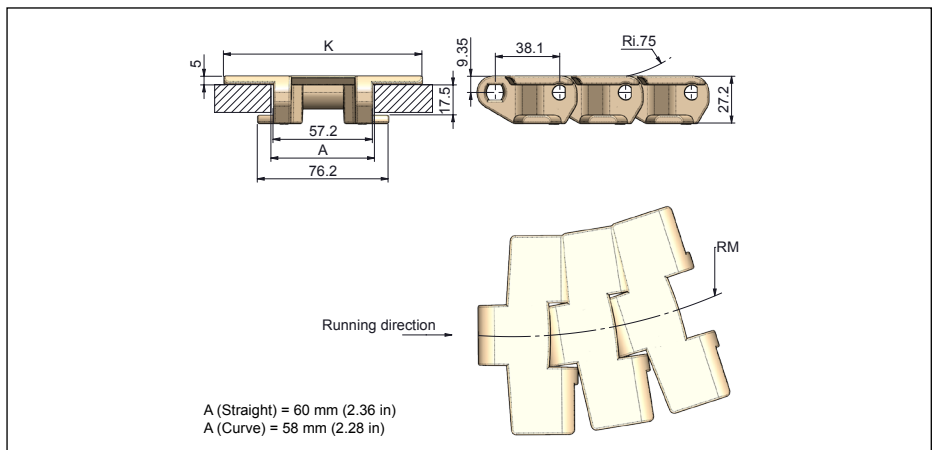 K
5
17.5
57.2
A
76.2
9.35
38.1
Ri.75
27.2
RM
Running direction
A (Straight) = 60 mm (2.36 in)
A (Curve) = 58 mm (2.28 in)